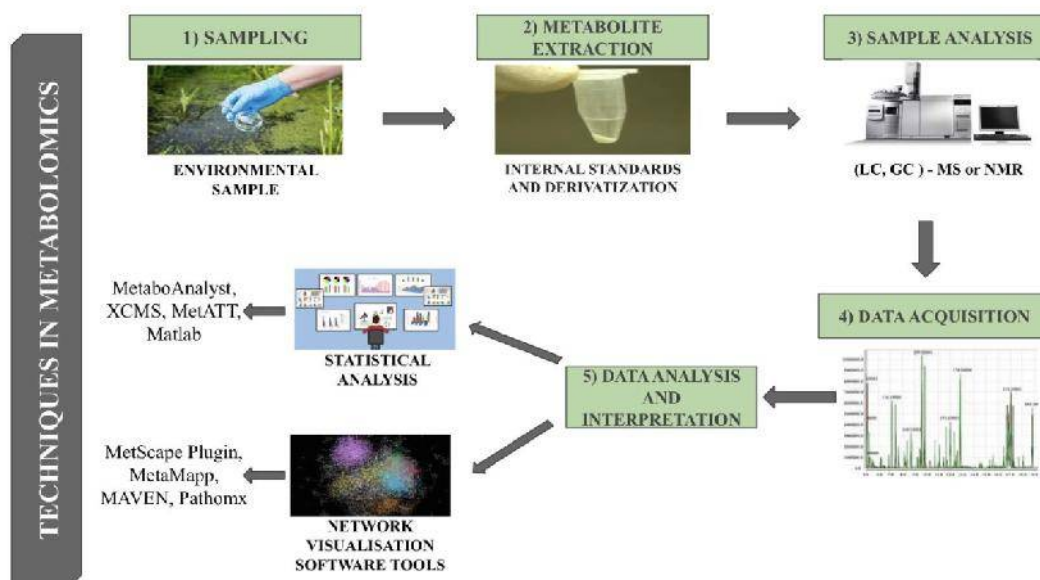 TECHNIQUES IN METABOLOMICS
1) SAMPLING
ENVIRONMENTAL
SAMPLE
2) METABOLITE
EXTRACTION
INTERNAL STANDARDS
AND DERIVATIZATION
3) SAMPLE ANALYSIS
(LC, GC ) - MS or NMR
4) DATA ACQUISITION
5) DATA ANALYSIS
AND
INTERPRETATION
STATISTICAL
ANALYSIS
MetaboAnalyst,
XCMS, MetATT,
Matlab
NETWORK
VISUALISATION
SOFTWARE TOOLS
MetScape Plugin,
MetaMapp,
MAVEN, Pathomx